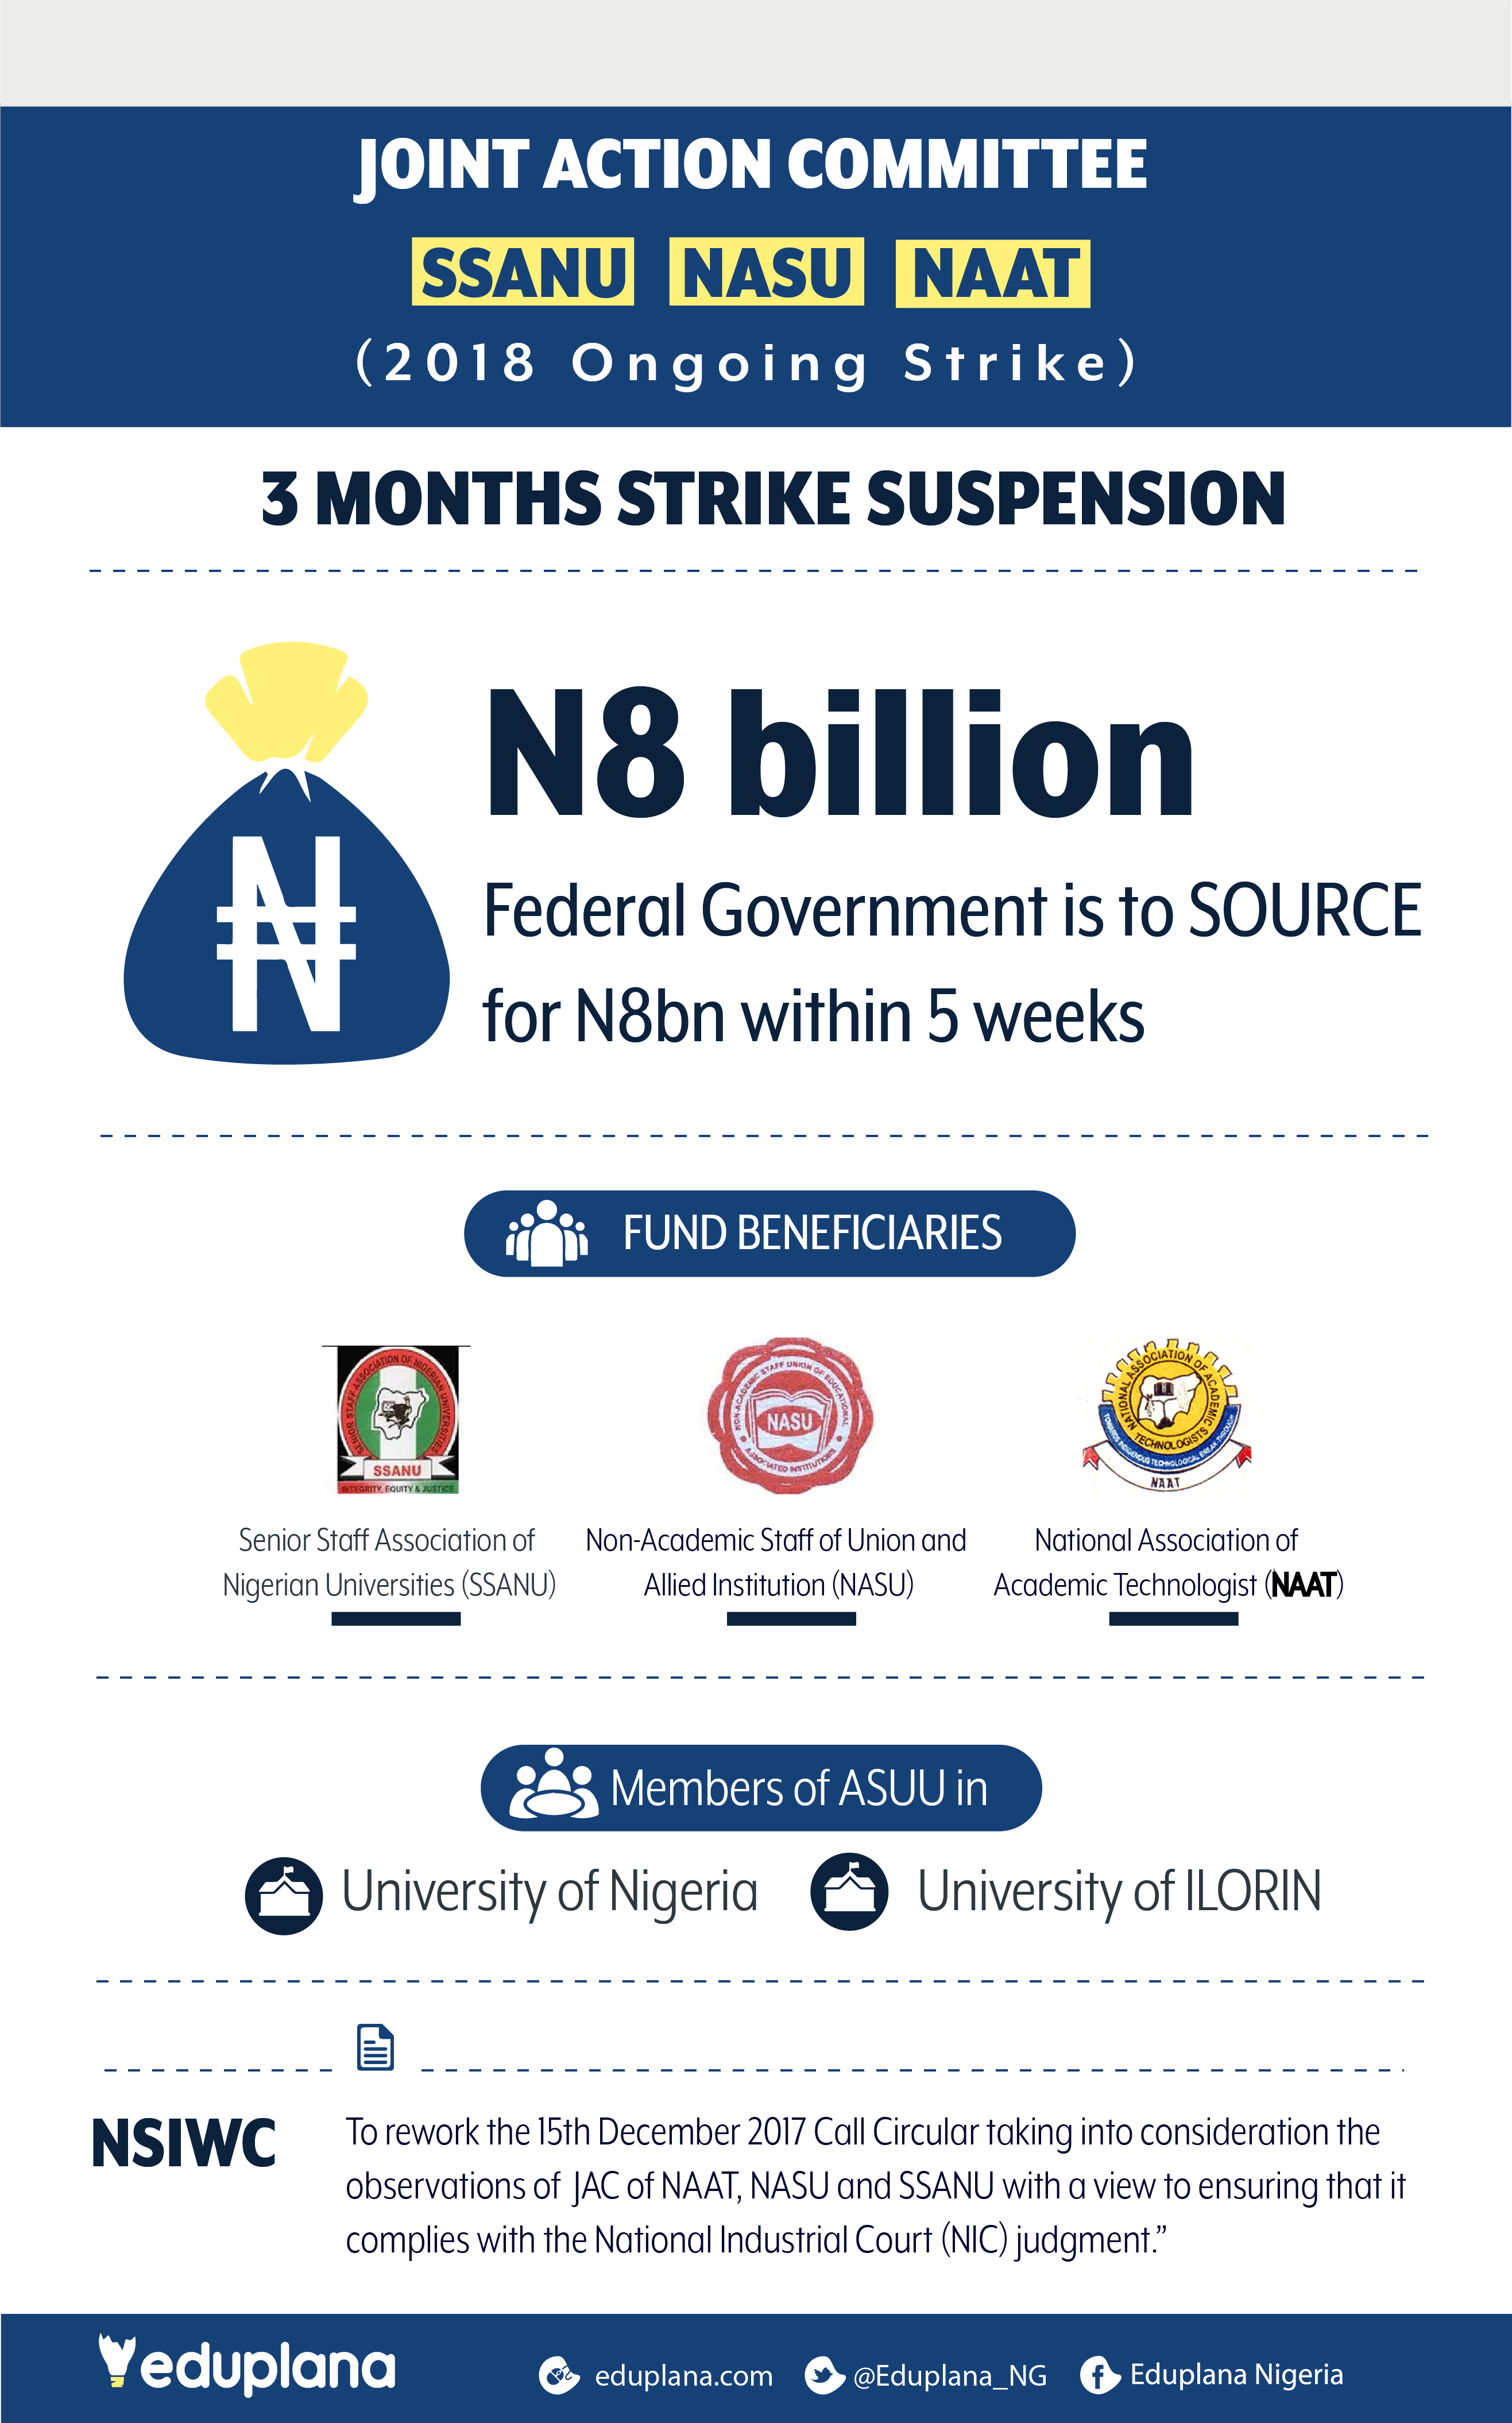 JOINT ACTION COMMITTEE
SSANU NASU NAAT
(2018 Ongoing Strike)
3 MONTHS STRIKE SUSPENSION
N8 billion
Federal Government is to SOURCE
for N8bn within 5 weeks
₦
FUND BENEFICIARIES
SENIOR STAFF ASSOCIATION OF NIGERIAN UNIVERSITIES
SSANU
INTEGRITY, EQUITY & JUSTICE
NON-ACADEMIC STAFF UNION OF EDUCATIONAL
NASU
ASSOCIATED INSTITUTIONS
NATIONAL ASSOCIATION OF ACADEMIC
TECHNOLOGISTS
TOWARDS INDIGENOUS TECHNOLOGICAL BREAK THROUGH
NAAT
Senior Staff Association of
Nigerian Universities (SSANU)
Non-Academic Staff of Union and
Allied Institution (NASU)
National Association of
Academic Technologist (NAAT)
Members of ASUU in
University of Nigeria
University of ILORIN
NSIWC
To rework the 15th December 2017 Call Circular taking into consideration the
observations of JAC of NAAT, NASU and SSANU with a view to ensuring that it
complies with the National Industrial Court (NIC) judgment.”
eduplana
eduplana.com
@Eduplana_NG
Eduplana Nigeria